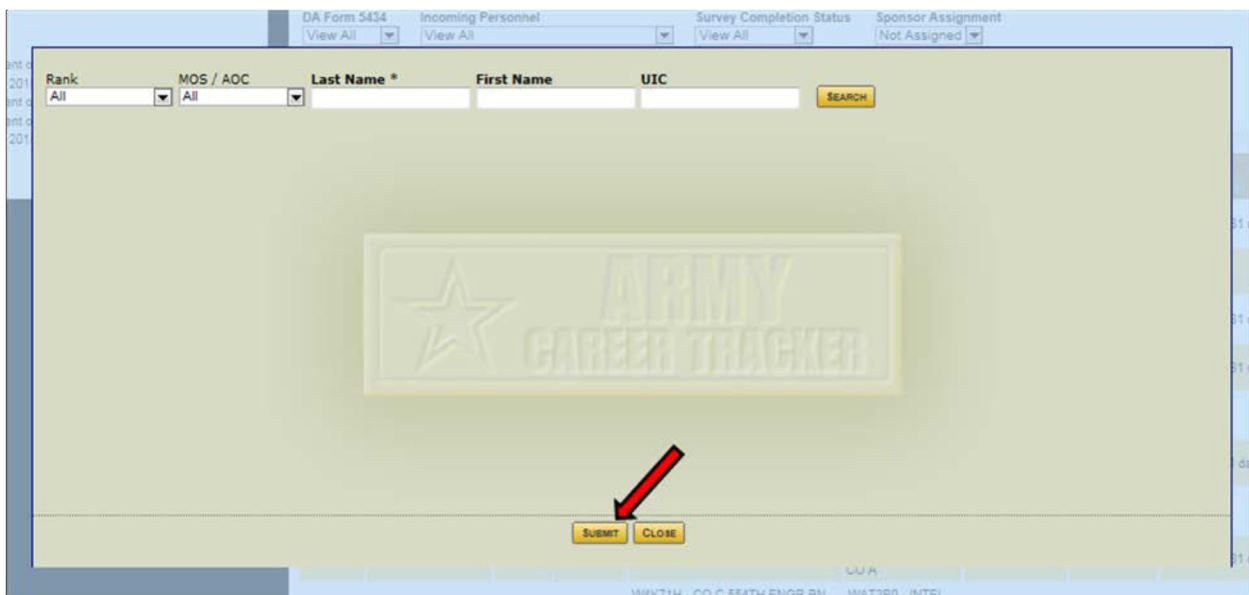 DA Form 5434 Incoming Personnel Survey Completion Status Sponsor Assignment
View All View All View All Not Assigned
Rank MOS / AOC Last Name * First Name UIC
All All SEARCH
ARMY
CAREER TRACKER
SUBMIT CLOSE
CO A